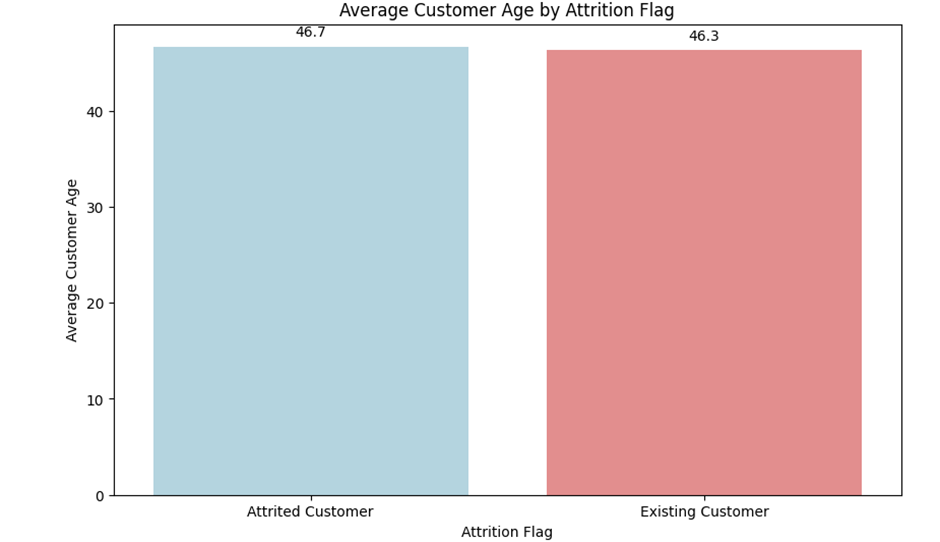 Average Customer Age by Attrition Flag
46.7
46.3
40
30
20
10
0
Average Customer Age
Attrited Customer
Existing Customer
Attrition Flag